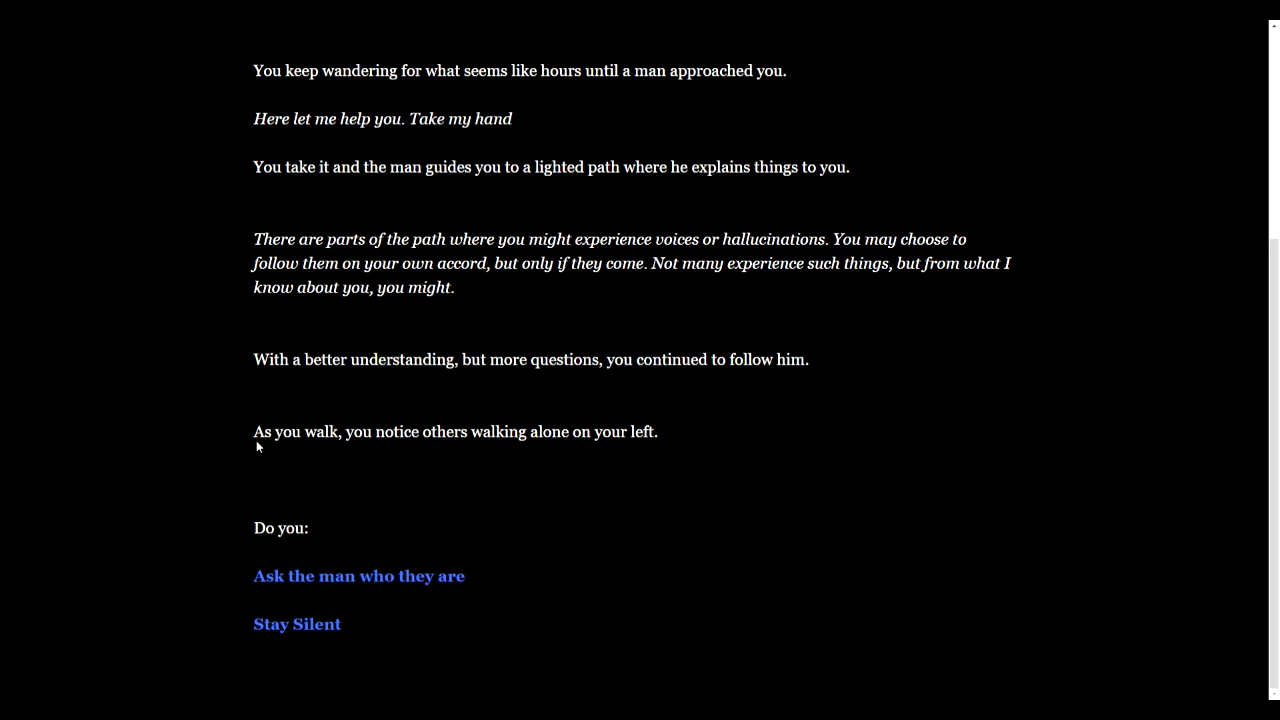 You keep wandering for what seems like hours until a man approached you.
Here let me help you. Take my hand
You take it and the man guides you to a lighted path where he explains things to you.
There are parts of the path where you might experience voices or hallucinations. You may choose to
follow them on your own accord, but only if they come. Not many experience such things, but from what I
know about you, you might.
With a better understanding, but more questions, you continued to follow him.
As you walk, you notice others walking alone on your left.
Do you:
Ask the man who they are
Stay Silent